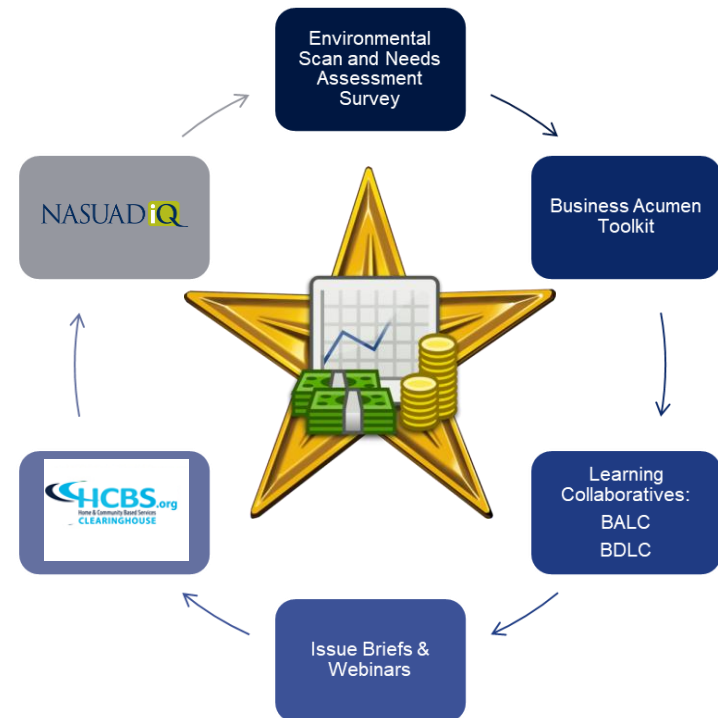 Environmental
Scan and Needs
Assessment
Survey
Business Acumen
Toolkit
Learning
Collaboratives:
BALC
BDLC
Issue Briefs &
Webinars
HCBS.org
Home & Community Based Services
CLEARINGHOUSE
NASUAD iQ